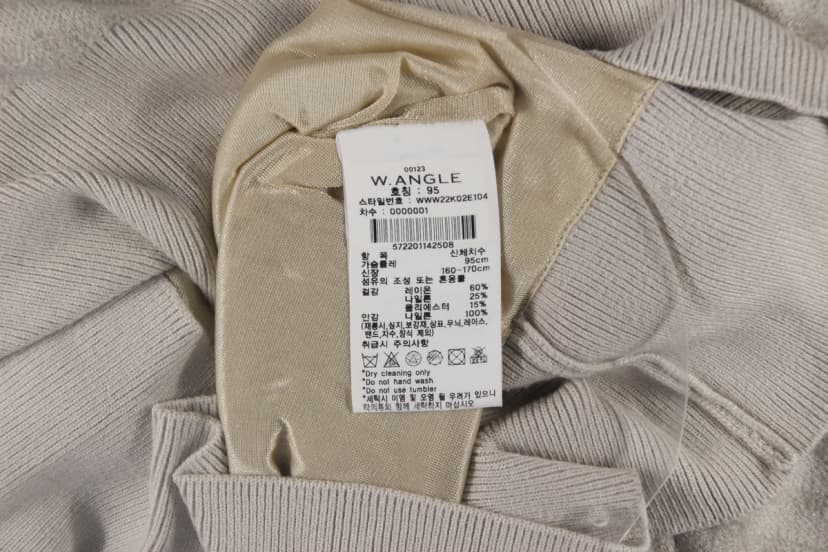 00123
W.ANGLE
호칭 : 95
스타일번호 : WWW22K02E104
차수 : 0000001
572201142508
항 목 신체치수
가슴둘레 95cm
신장 160-170cm
섬유의 조성 또는 혼용률
겉감 레이온 60%
나일론 25%
폴리에스터 15%
안감 나일론 100%
(재봉사,심지,보강재,상표,무늬,레이스,
밴드,자수,장식 제외)
취급시 주의사항
*Dry cleaning only
*Do not hand wash
*Do not use tumbler
*세탁시 이염 및 오염 될 우려가 있으니
타의류와 함께 세탁하지 마십시오